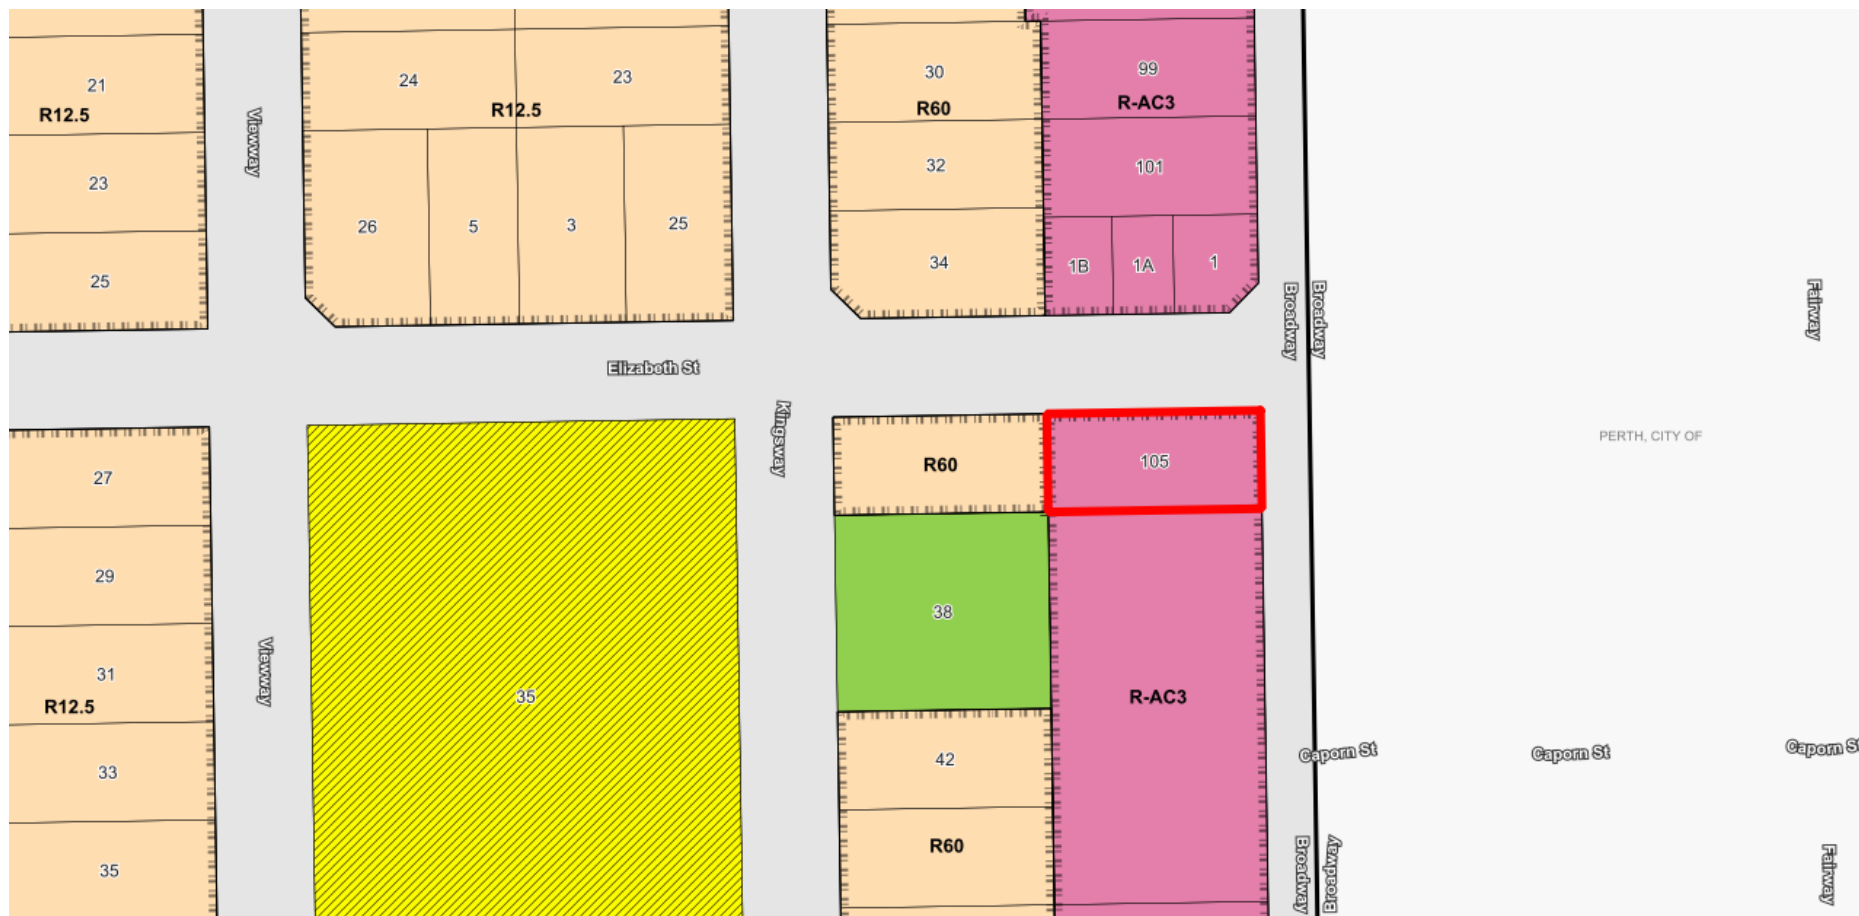 21
R12.5
23
25
Viewway
24
23
R12.5
26
5
3
25
30
R60
32
34
99
R-AC3
101
1B
1A
1
Broadway
Broadway
Fairway
Elizabeth St
Kingsway
27
29
31
R12.5
33
35
Viewway
35
R60
105
PERTH, CITY OF
38
R-AC3
42
R60
Caporn St
Caporn St
Caporn St
Broadway
Broadway
Fairway